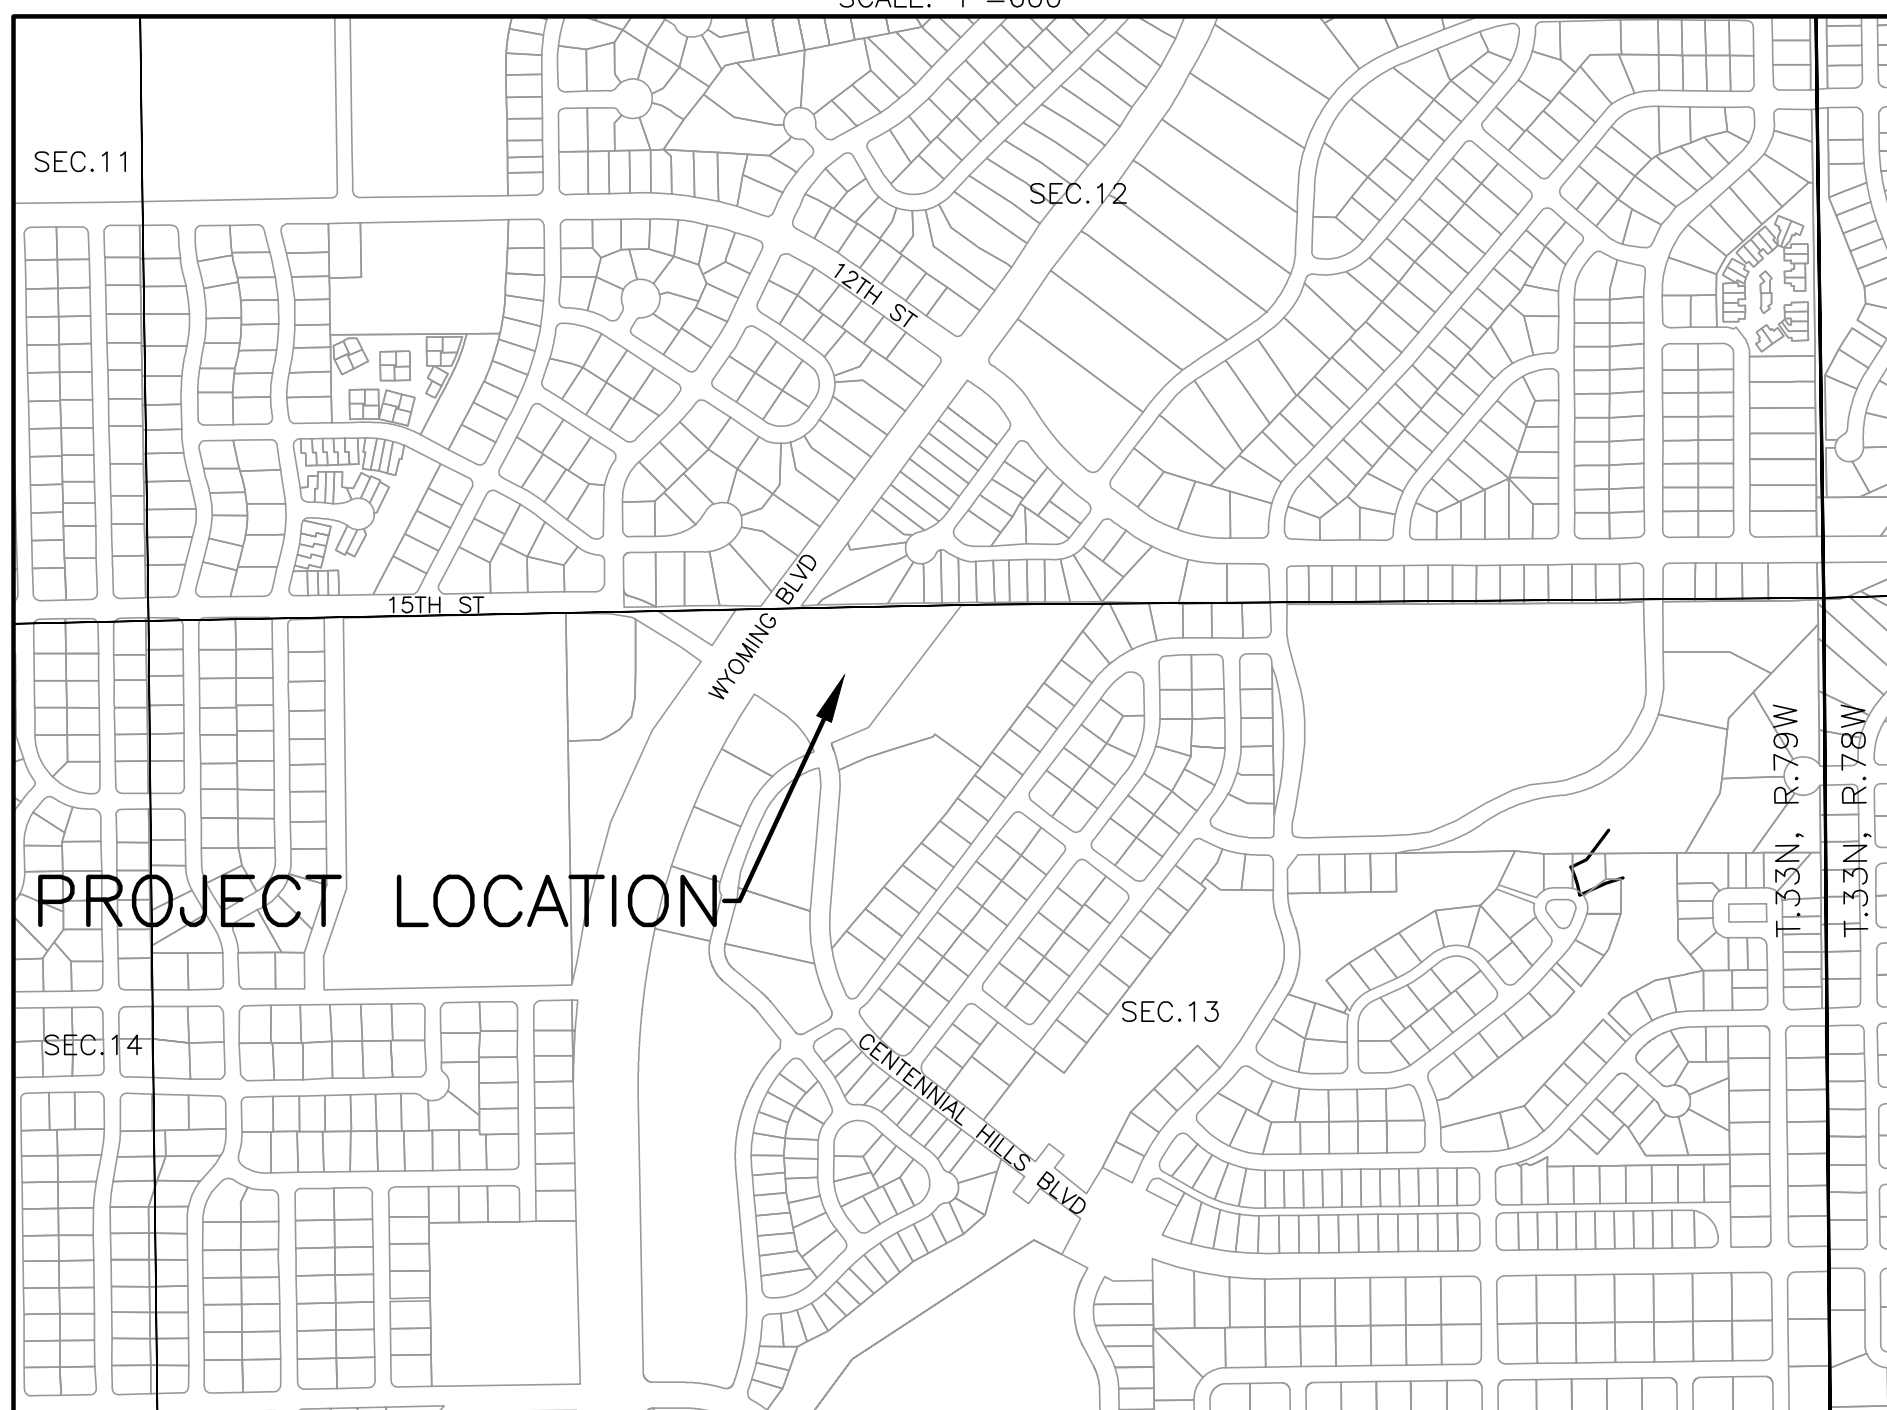 SEC.11
SEC.12
12TH ST
WYOMING BLVD
15TH ST
T.33N, R.79W
T.33N, R.78W
PROJECT LOCATION
SEC.13
SEC.14
CENTENNIAL HILLS BLVD